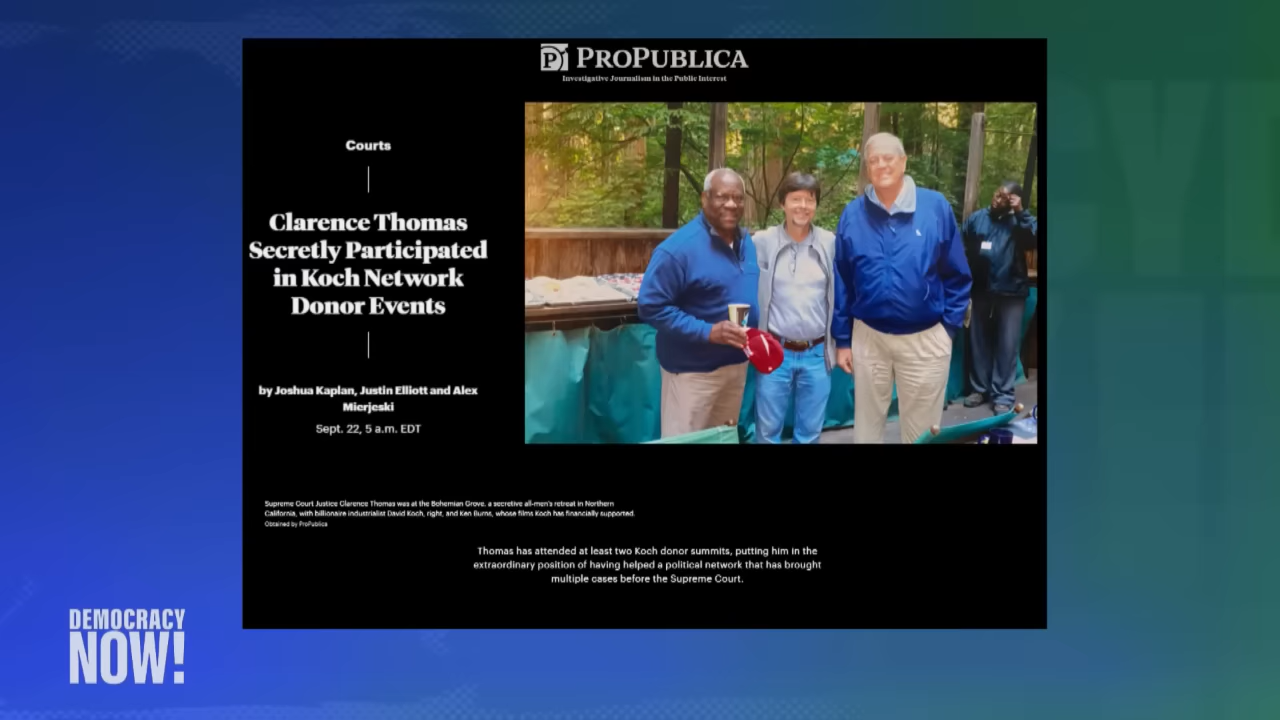 PROPUBLICA
Investigative Journalism in the Public Interest
Courts
Clarence Thomas
Secretly Participated
in Koch Network
Donor Events
by Joshua Kaplan, Justin Elliott and Alex
Mierjeski
Sept. 22, 5 a.m. EDT
Supreme Court Justice Clarence Thomas was at the Bohemian Grove, a secretive all-men's retreat in Northern
California, with billionaire industrialist David Koch, right, and Ken Burns, whose films Koch has financially supported.
Obtained by ProPublica
Thomas has attended at least two Koch donor summits, putting him in the
extraordinary position of having helped a political network that has brought
multiple cases before the Supreme Court.
DEMOCRACY
NOW!